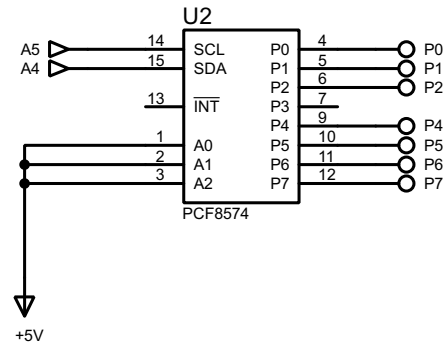 U2
A5 14 SCL P0 4 P0
A4 15 SDA P1 5 P1
P2 6 P2
13 INT P3 7
P4 9 P4
1 A0 P5 10 P5
2 A1 P6 11 P6
3 A2 P7 12 P7
PCF8574
+5V